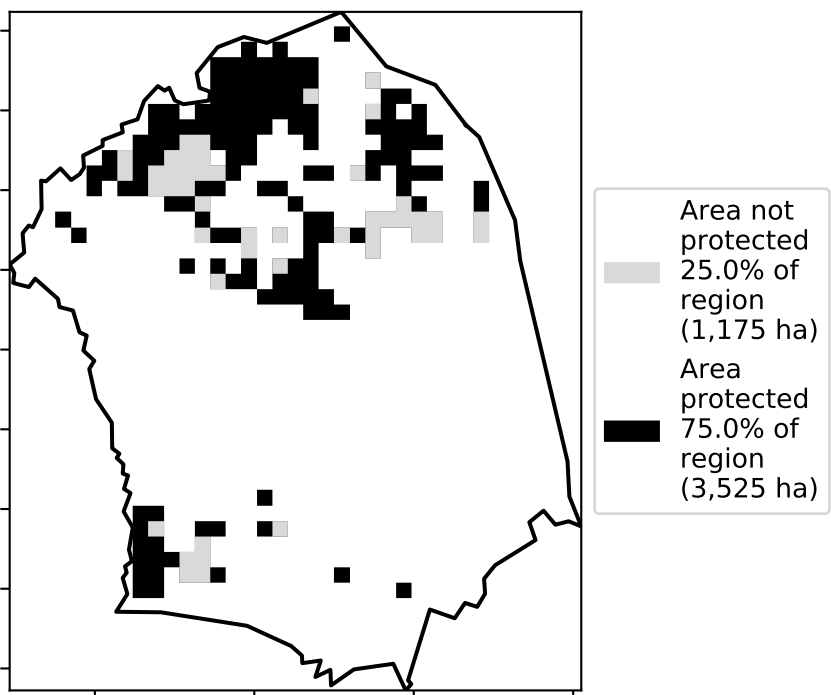 Area not
protected
25.0% of
region
(1,175 ha)
Area
protected
75.0% of
region
(3,525 ha)